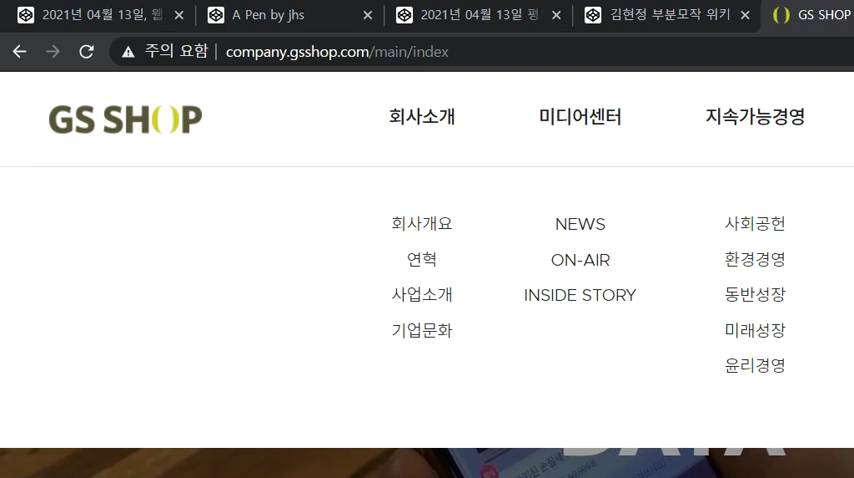 2021년 04월 13일, 웹
A Pen by jhs
2021년 04월 13일 평
김현정 부분모작 위키
GS SHOP
주의 요함 | company.gsshop.com/main/index
GS SHOP 회사소개 미디어센터 지속가능경영
회사개요 NEWS 사회공헌
연혁 ON-AIR 환경경영
사업소개 INSIDE STORY 동반성장
기업문화 미래성장
윤리경영
DATA